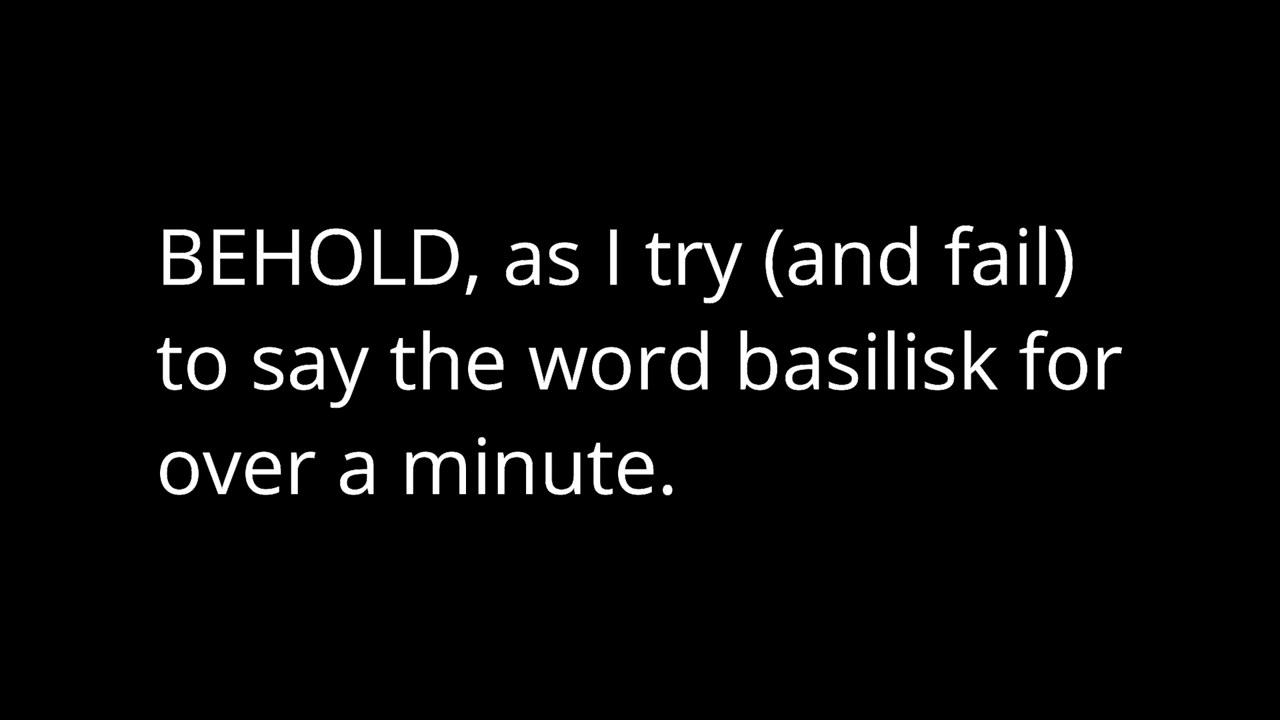 BEHOLD, as I try (and fail)
to say the word basilisk for
over a minute.